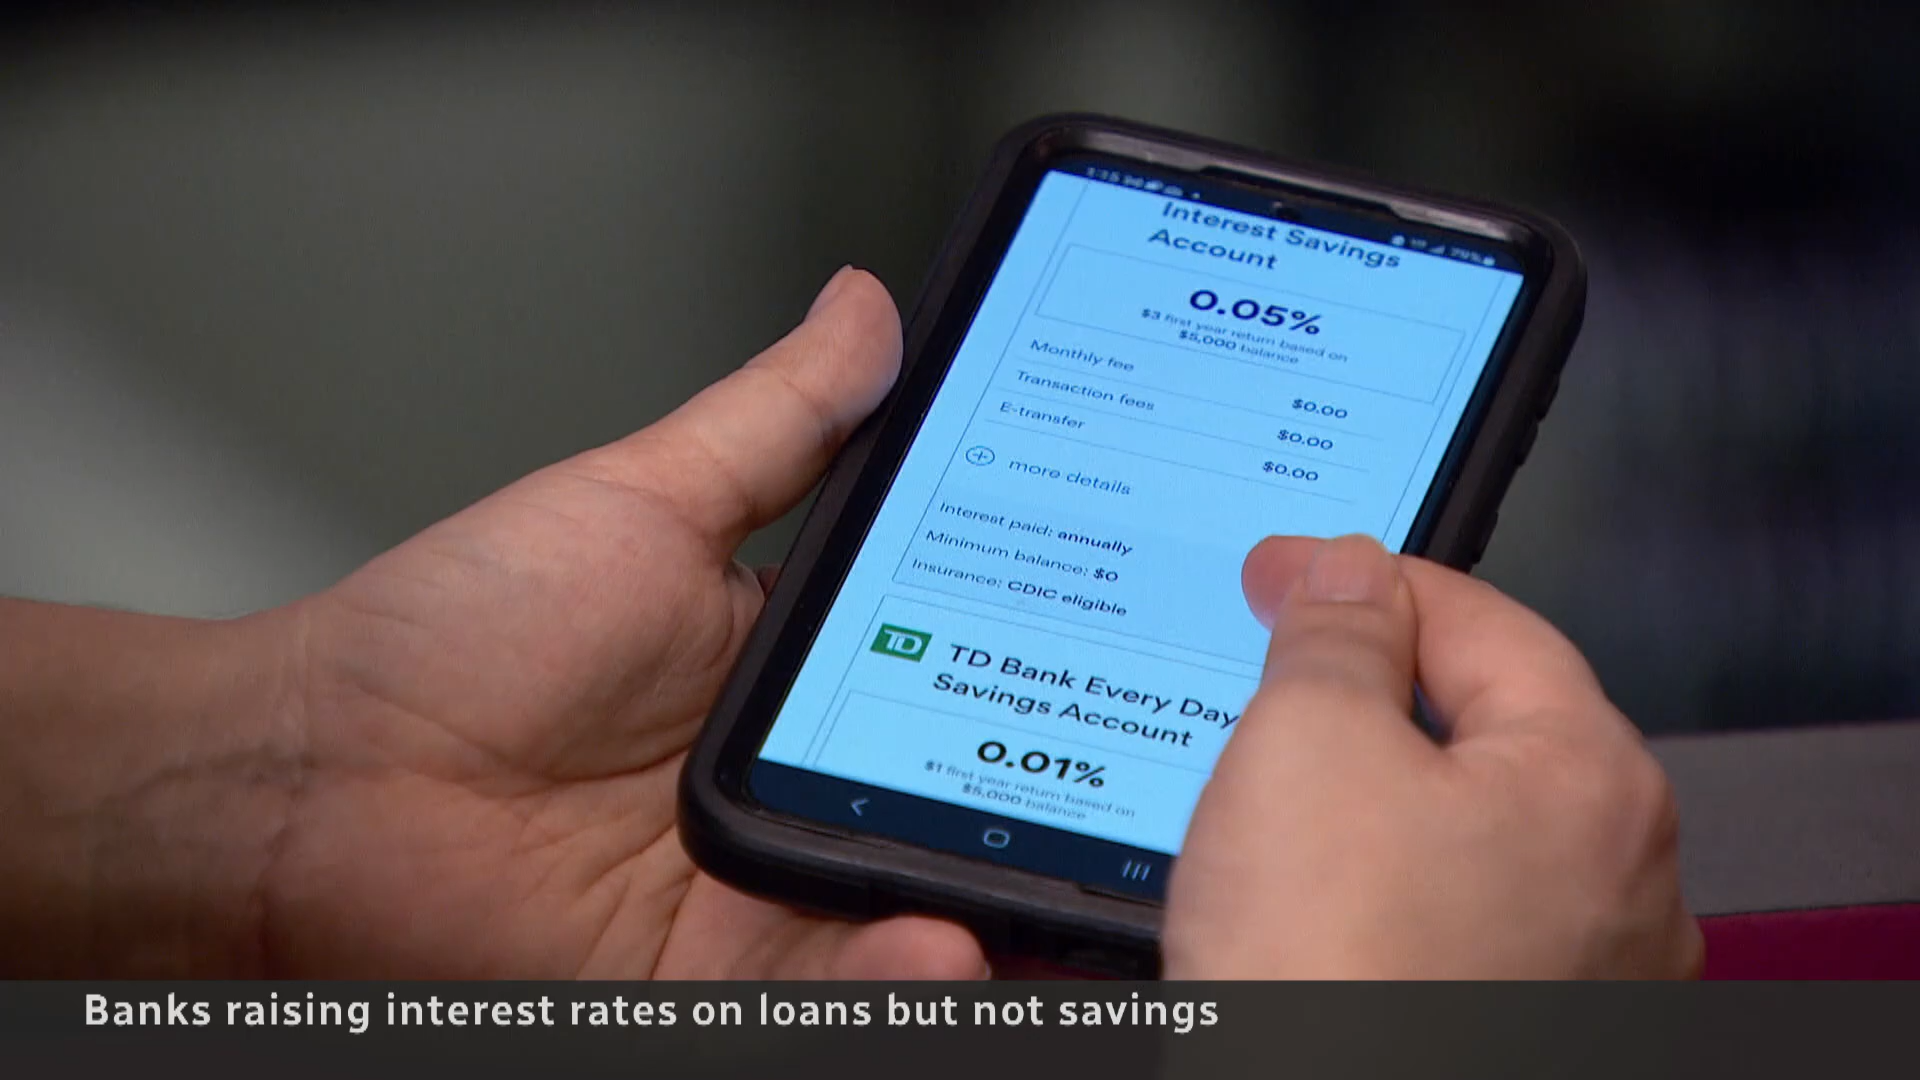 Interest Savings
Account
0.05%
$3 first year return based on
$5,000 balance
Monthly fee $0.00
Transaction fees $0.00
E-transfer $0.00
more details
Interest paid: annually
Minimum balance: $0
Insurance: CDIC eligible
TD
TD Bank Every Day
Savings Account
0.01%
$1 first year return based on
$5,000 balance
Banks raising interest rates on loans but not savings